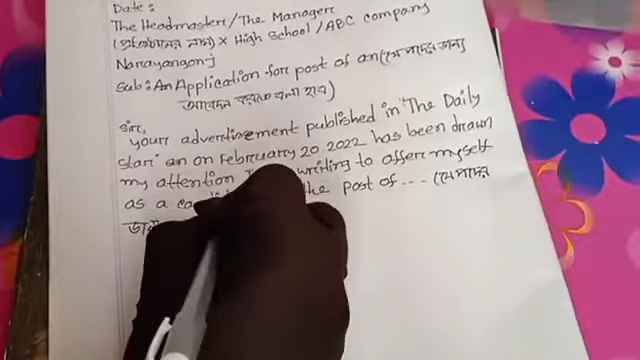 Date:
The Headmaster/The Manager
(প্রতিষ্ঠানের নাম) X High School/ABC company
Narayongonj
Sub: An Application for post of an (যে পদের জন্য
আবেদন করতে বলা হবে)
Sir,
your advertisement published in "The Daily
Star" an on February 20, 2022 has been drawn
my attention writing to offer myself
as a the post of ... (যে পদের